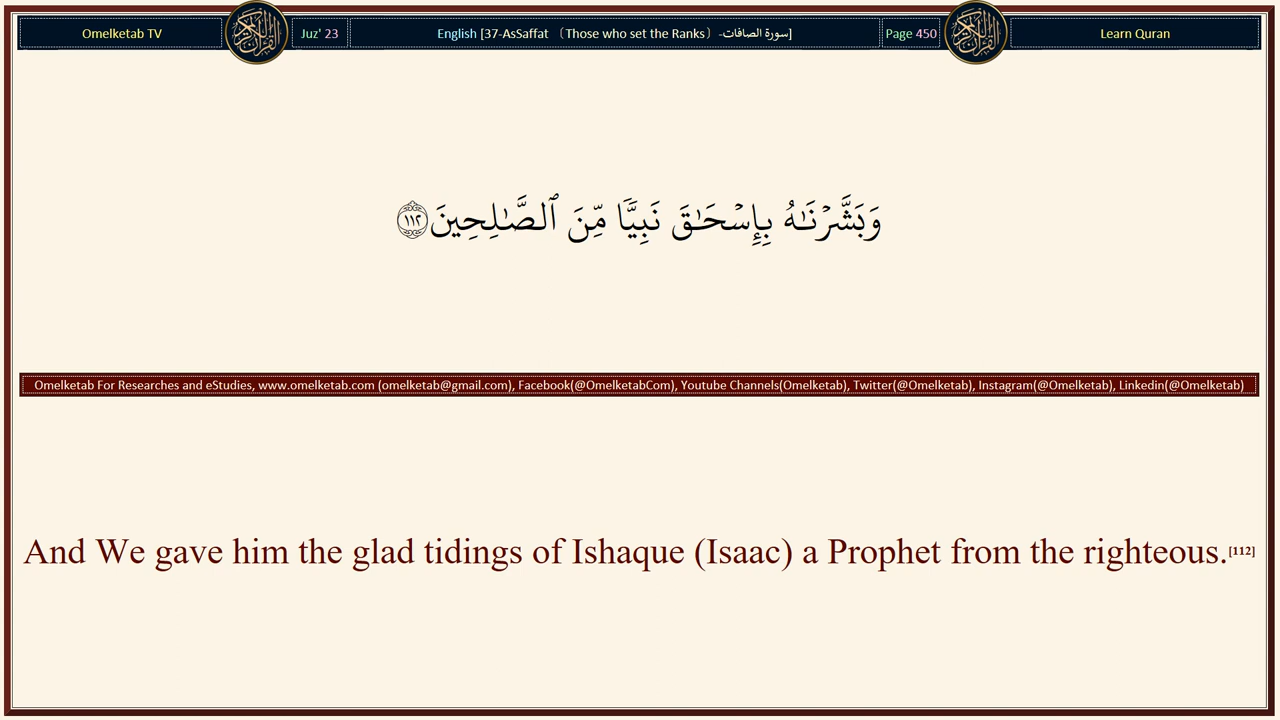 Omelketab TV
Juz' 23
English [37-AsSaffat 〔Those who set the Ranks〕-سورة الصافات]
Page 450
Learn Quran
وَبَشَّرۡنَٰهُ بِإِسۡحَٰقَ نَبِيّٗا مِّنَ ٱلصَّٰلِحِينَ ١١٢
Omelketab For Researches and eStudies, www.omelketab.com (omelketab@gmail.com), Facebook(@OmelketabCom), Youtube Channels(Omelketab), Twitter(@Omelketab), Instagram(@Omelketab), Linkedin(@Omelketab)
And We gave him the glad tidings of Ishaque (Isaac) a Prophet from the righteous.[112]